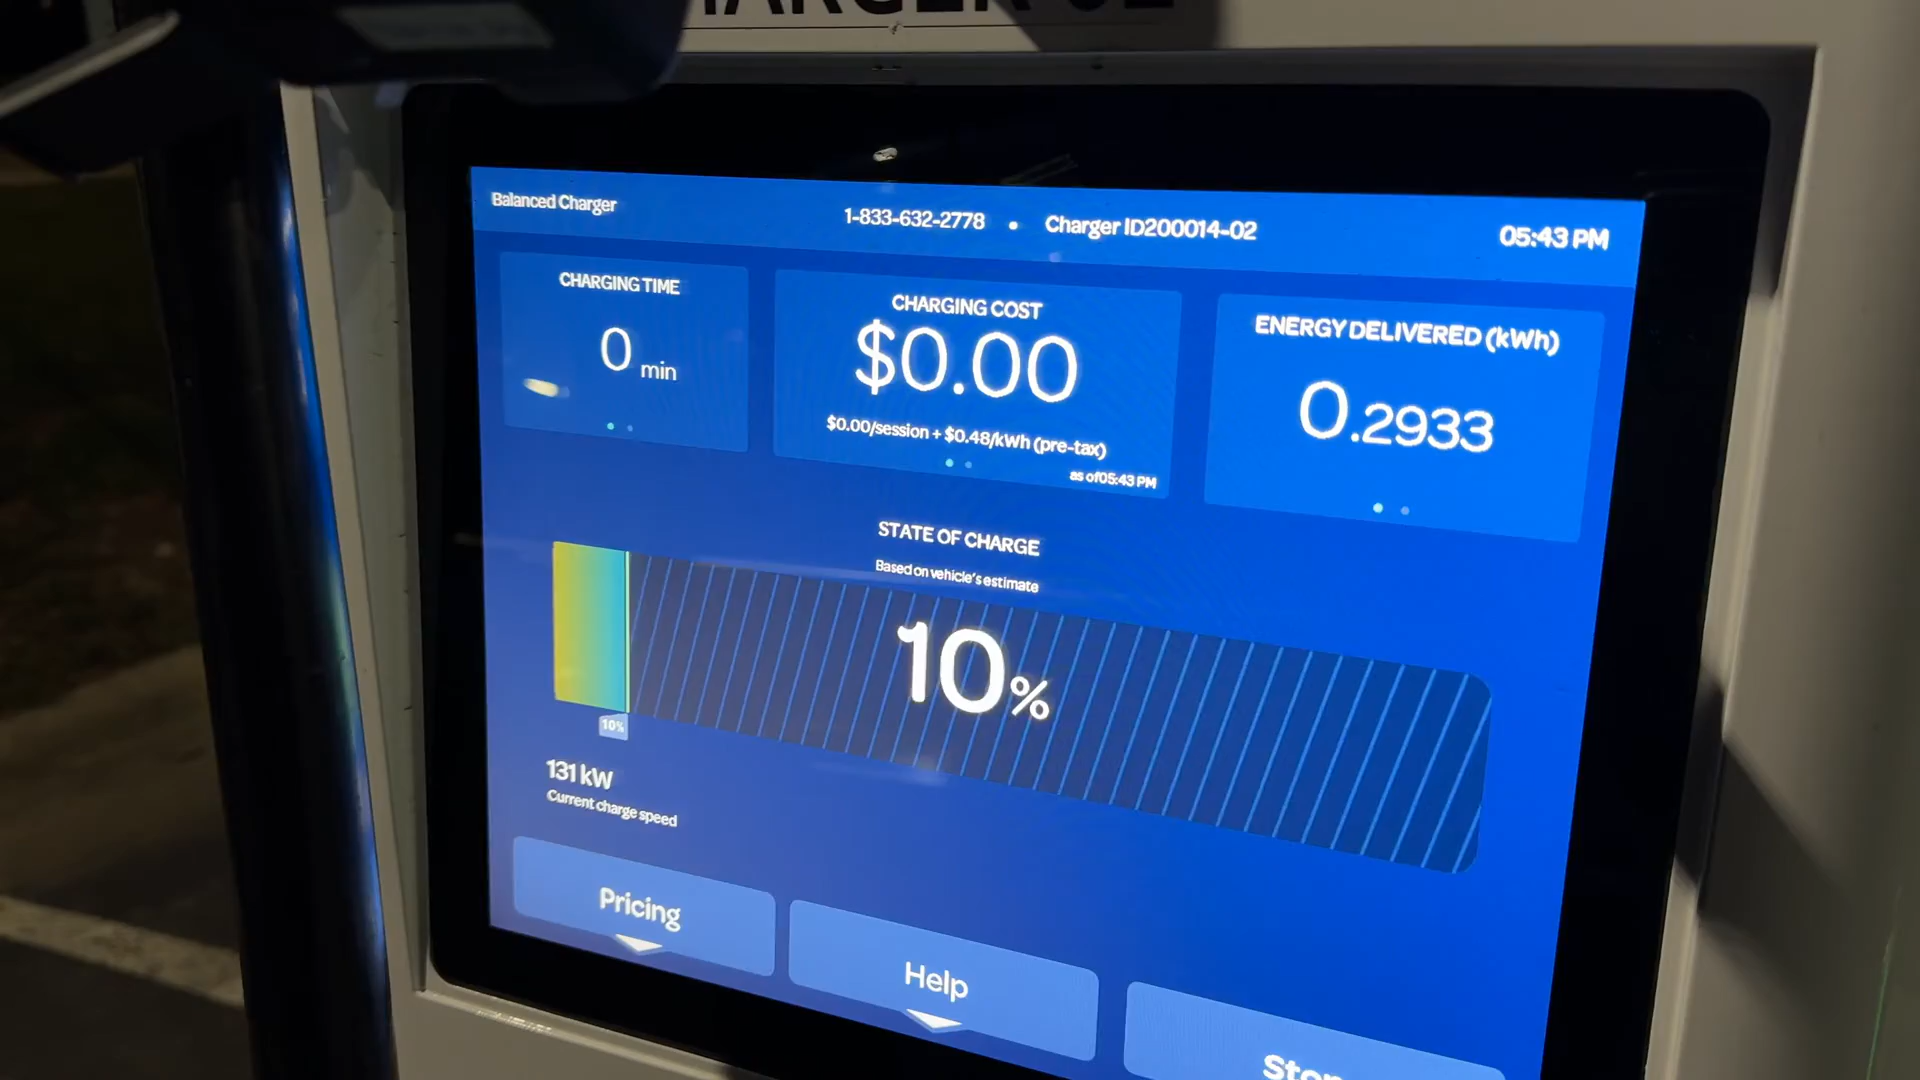 Balanced Charger
1-833-632-2778 • Charger ID200014-02
05:43 PM
CHARGING TIME
0 min
CHARGING COST
$0.00
$0.00/session + $0.48/kWh (pre-tax)
as of05:43 PM
ENERGY DELIVERED (kWh)
0.2933
STATE OF CHARGE
Based on vehicle's estimate
10%
10%
131 kW
Current charge speed
Pricing
Help
Stop